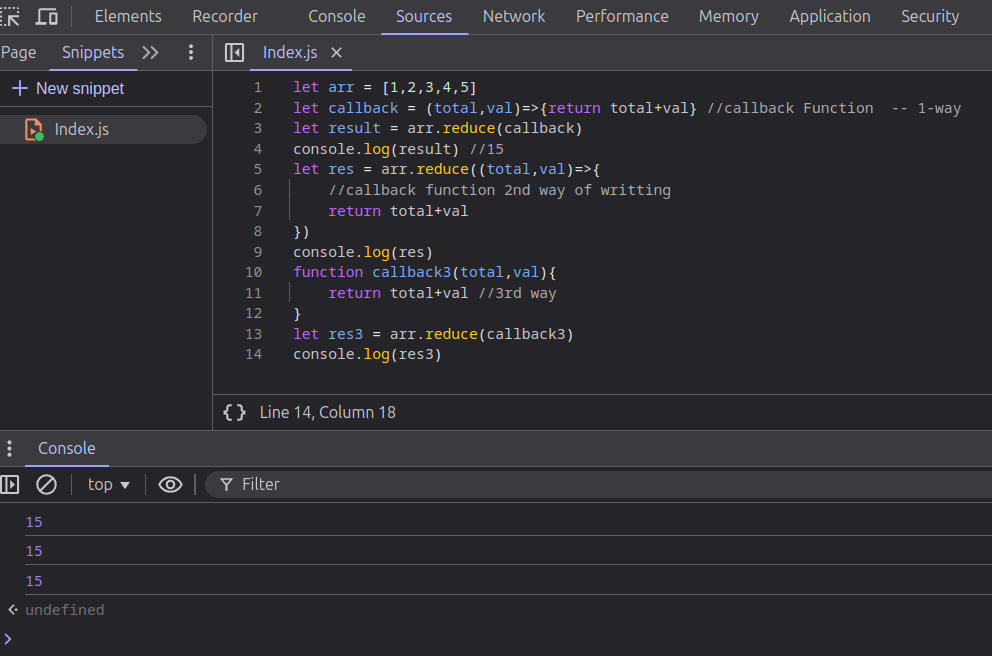 Elements Recorder Console Sources Network Performance Memory Application Security
Page Snippets Index.js
New snippet
Index.js
1 let arr = [1,2,3,4,5]
2 let callback = (total,val)=>{return total+val} //callback Function  -- 1-way
3 let result = arr.reduce(callback)
4 console.log(result) //15
5 let res = arr.reduce((total,val)=>{
6     //callback function 2nd way of writting
7     return total+val
8 })
9 console.log(res)
10 function callback3(total,val){
11     return total+val //3rd way
12 }
13 let res3 = arr.reduce(callback3)
14 console.log(res3)
{ } Line 14, Column 18
Console
top Filter
15
15
15
undefined